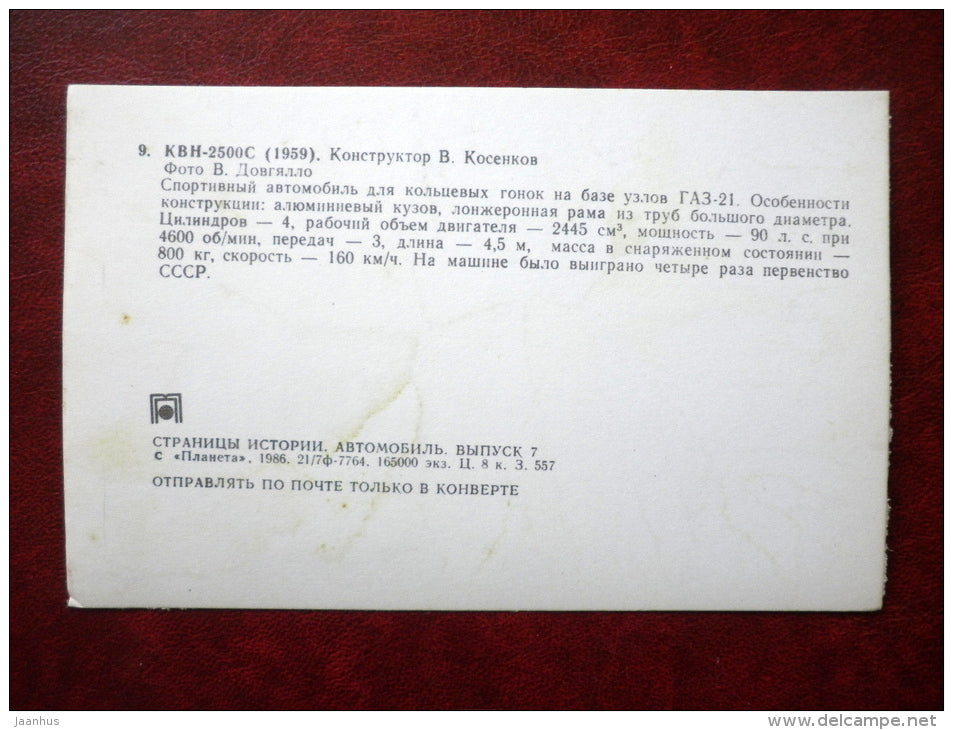 9. КВН-2500С (1959). Конструктор В. Косенков
Фото В. Довгялло
Спортивный автомобиль для кольцевых гонок на базе узлов ГАЗ-21. Особенности
конструкции: алюминиевый кузов, лонжеронная рама из труб большого диаметра.
Цилиндров — 4, рабочий объем двигателя — 2445 см³, мощность — 90 л. с. при
4600 об/мин, передач — 3, длина — 4,5 м, масса в снаряженном состоянии —
800 кг, скорость — 160 км/ч. На машине было выиграно четыре раза первенство
СССР.
СТРАНИЦЫ ИСТОРИИ. АВТОМОБИЛЬ. ВЫПУСК 7
С «Планета», 1986. 21/7ф-7764. 165000 экз. Ц. 8 к. З. 557
ОТПРАВЛЯТЬ ПО ПОЧТЕ ТОЛЬКО В КОНВЕРТЕ
Jaanhus
www.delcampe.net